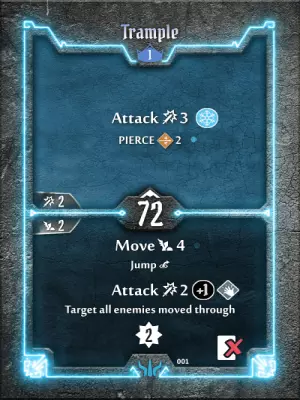 Trample
1
Attack 3
PIERCE 2
2
72
2
Move 4
Jump
Attack 2 +1
Target all enemies moved through
2
001